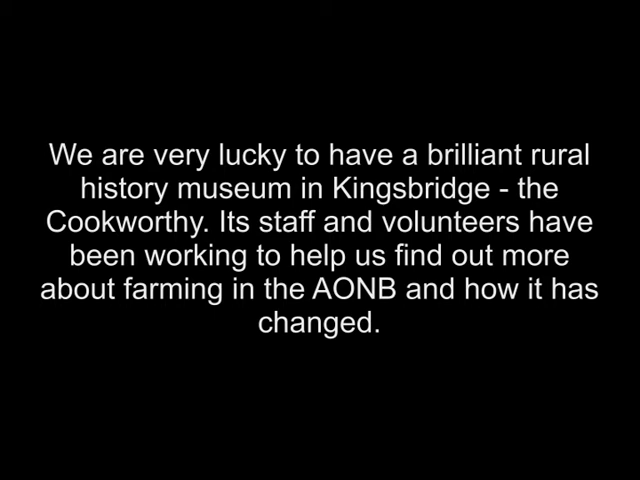 We are very lucky to have a brilliant rural
history museum in Kingsbridge - the
Cookworthy. Its staff and volunteers have
been working to help us find out more
about farming in the AONB and how it has
changed.